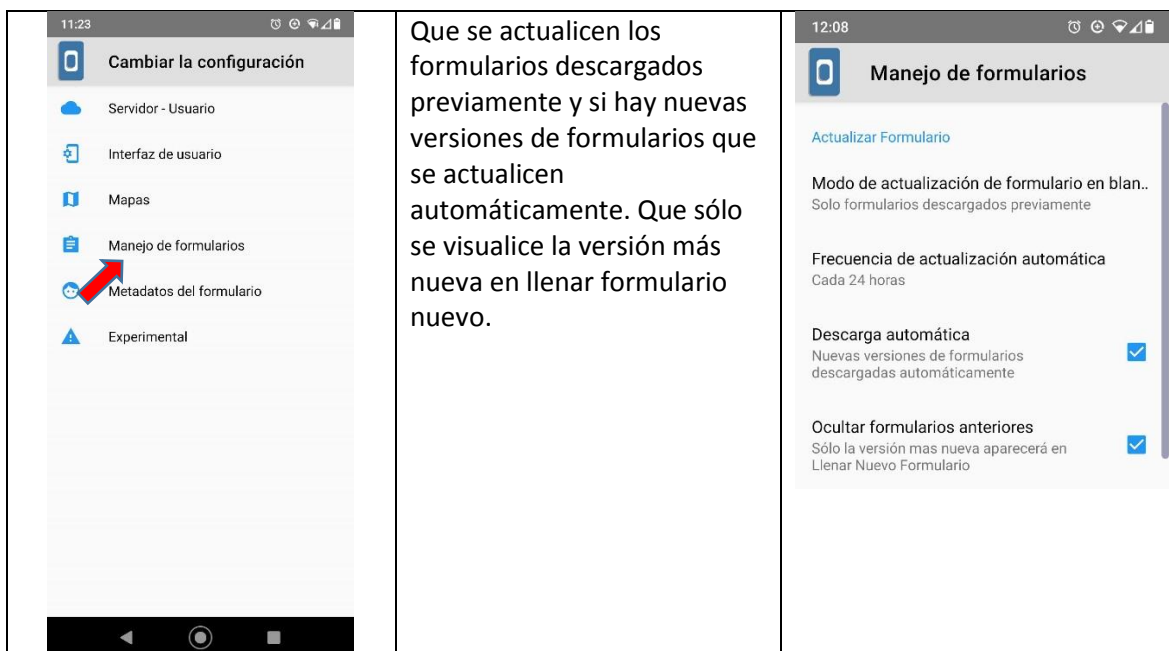 11:23
Cambiar la configuración
Servidor - Usuario
Interfaz de usuario
Mapas
Manejo de formularios
Metadatos del formulario
Experimental
Que se actualicen los
formularios descargados
previamente y si hay nuevas
versiones de formularios que
se actualicen
automáticamente. Que sólo
se visualice la versión más
nueva en llenar formulario
nuevo.
12:08
Manejo de formularios
Actualizar Formulario
Modo de actualización de formulario en blan..
Solo formularios descargados previamente
Frecuencia de actualización automática
Cada 24 horas
Descarga automática
Nuevas versiones de formularios
descargadas automáticamente
Ocultar formularios anteriores
Sólo la versión mas nueva aparecerá en
Llenar Nuevo Formulario